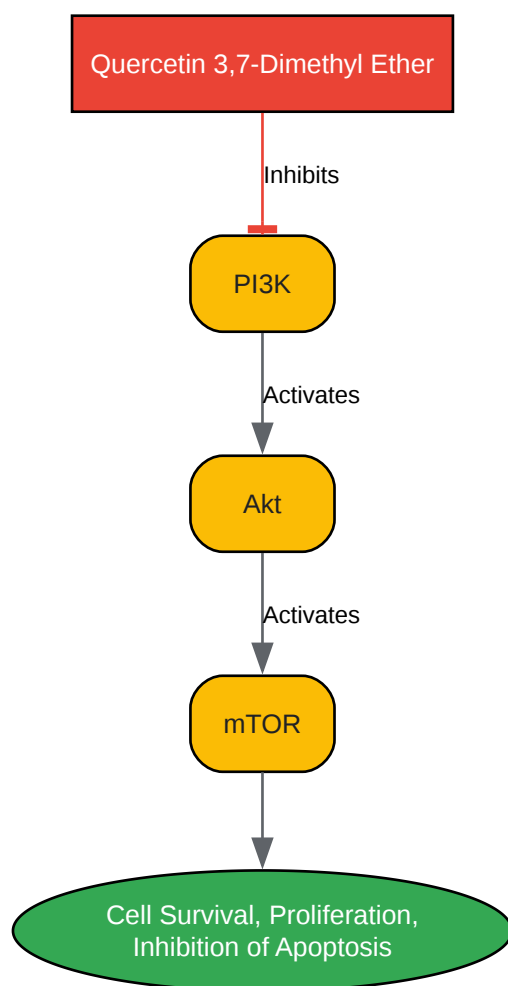 Quercetin 3,7-Dimethyl Ether
Inhibits
PI3K
Activates
Akt
Activates
mTOR
Cell Survival, Proliferation,
Inhibition of Apoptosis